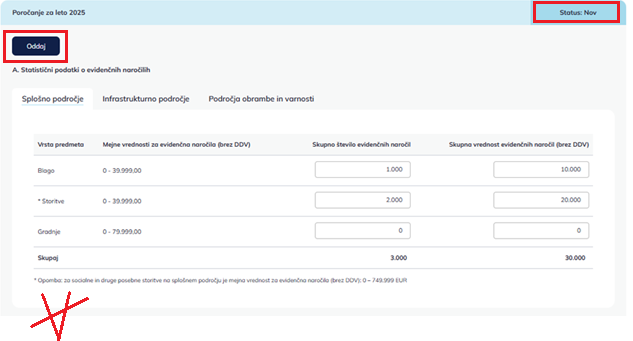 Poročanje za leto 2025
Status: Nov
Oddaj
A. Statistični podatki o evidenčnih naročilih
Splošno področje Infrastrukturno področje Področja obrambe in varnosti
Vrsta predmeta Mejne vrednosti za evidenčna naročila (brez DDV) Skupno število evidenčnih naročil Skupna vrednost evidenčnih naročil (brez DDV)
Blago 0 - 39.999,00 1.000 10.000
* Storitve 0 - 39.999,00 2.000 20.000
Gradnje 0 - 79.999,00 0 0
Skupaj 3.000 30.000
* Opomba: za socialne in druge posebne storitve na splošnem področju je mejna vrednost za evidenčna naročila (brez DDV): 0 – 749.999 EUR